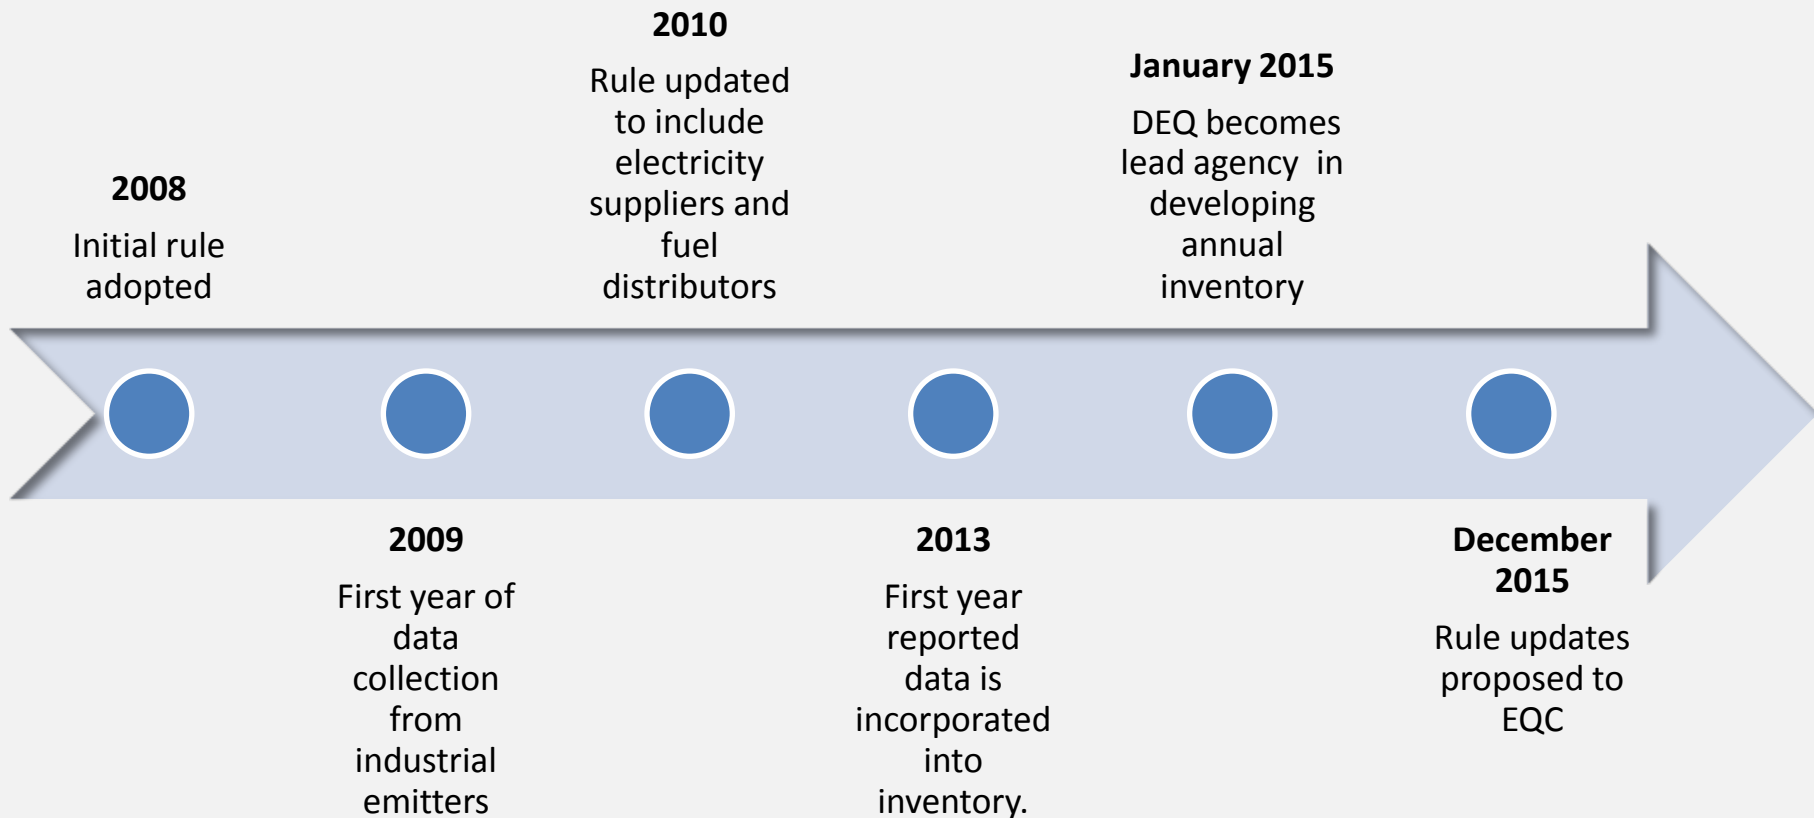 2008
Initial rule
adopted
2009
First year of
data
collection
from
industrial
emitters
2010
Rule updated
to include
electricity
suppliers and
fuel
distributors
2013
First year
reported
data is
incorporated
into
inventory.
January 2015
DEQ becomes
lead agency  in
developing
annual
inventory
December
2015
Rule updates
proposed to
EQC